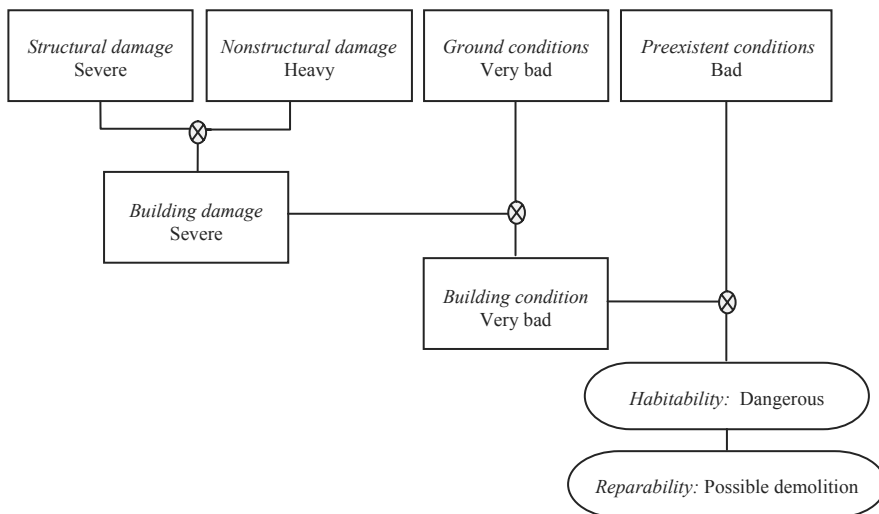 Structural damage
Severe
Nonstructural damage
Heavy
Ground conditions
Very bad
Preexistent conditions
Bad
Building damage
Severe
Building condition
Very bad
Habitability: Dangerous
Reparability: Possible demolition